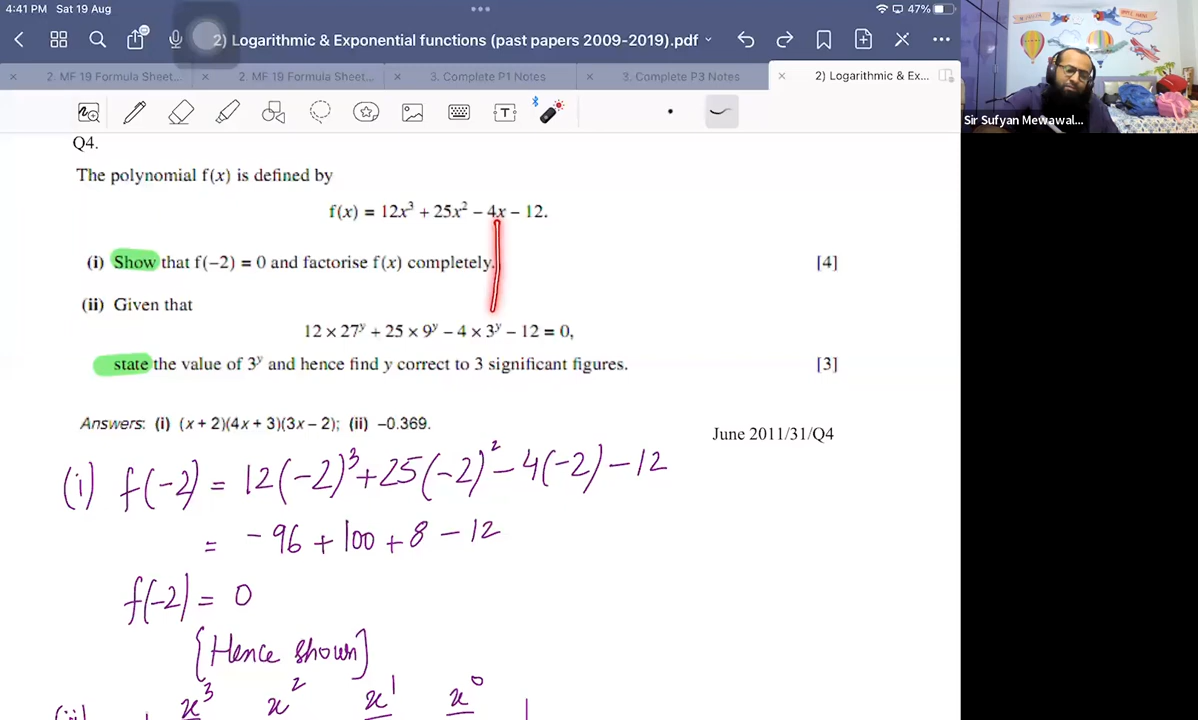 4:41 PM Sat 19 Aug
47%
2) Logarithmic & Exponential functions (past papers 2009-2019).pdf
2. MF 19 Formula Sheet...
2. MF 19 Formula Sheet...
3. Complete P1 Notes
3. Complete P3 Notes
2) Logarithmic & Ex...
Sir Sufyan Mewawal...
Q4.
The polynomial f(x) is defined by
f(x) = 12x³ + 25x² − 4x − 12.
(i) Show that f(−2) = 0 and factorise f(x) completely. [4]
(ii) Given that
12 × 27ʸ + 25 × 9ʸ − 4 × 3ʸ − 12 = 0,
state the value of 3ʸ and hence find y correct to 3 significant figures. [3]
Answers: (i) (x + 2)(4x + 3)(3x − 2); (ii) −0.369.
June 2011/31/Q4
(i) f(−2) = 12(−2)³ + 25(−2)² − 4(−2) − 12
= −96 + 100 + 8 − 12
f(−2) = 0
[Hence shown]
x³ x² x¹ x⁰